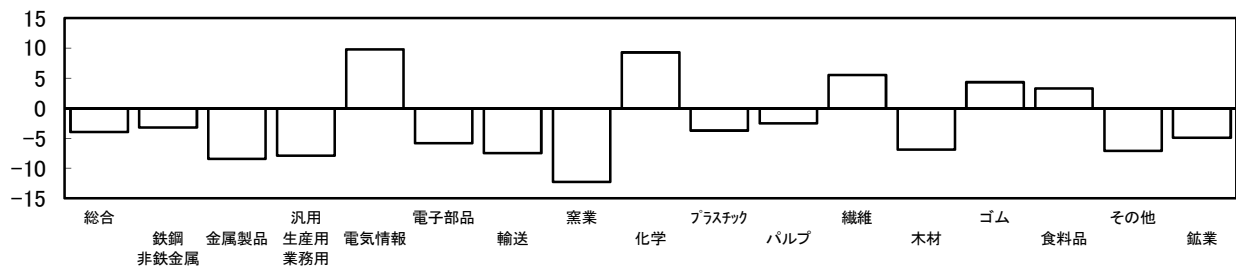 15
10
5
0
-5
-10
-15
総合
鉄鋼
非鉄金属
金属製品
汎用
生産用
業務用
電気情報
電子部品
輸送
窯業
化学
プラスチック
パルプ
繊維
木材
ゴム
食料品
その他
鉱業